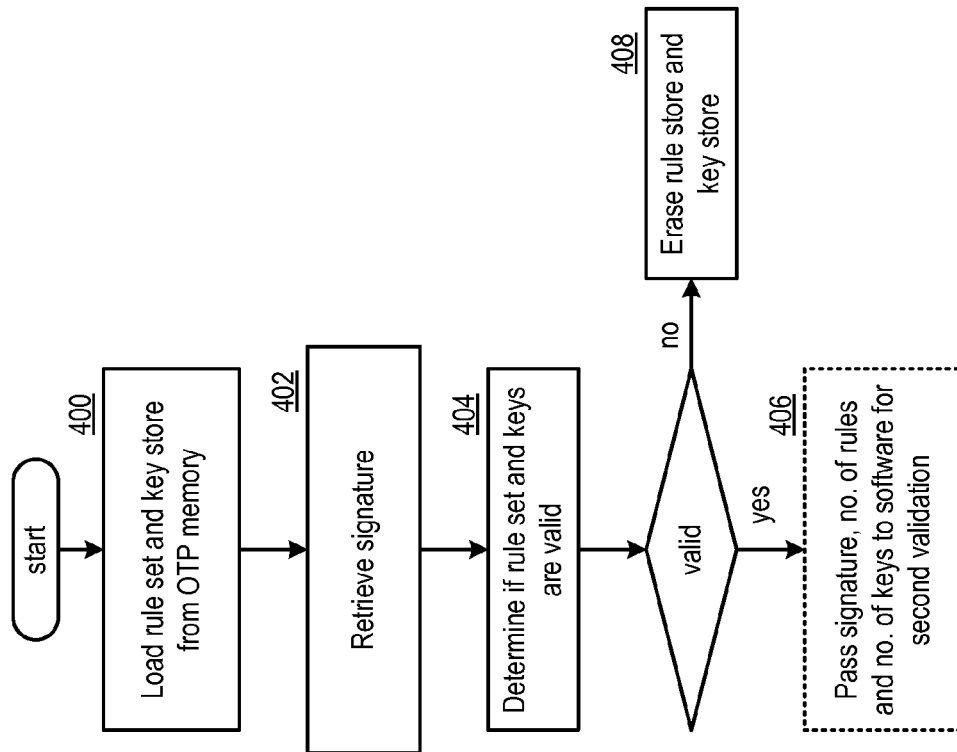 start
400
Load rule set and key store
from OTP memory
402
Retrieve signature
404
Determine if rule set and keys
are valid
valid
no
408
Erase rule store and
key store
yes
406
Pass signature, no. of rules
and no. of keys to software for
second validation